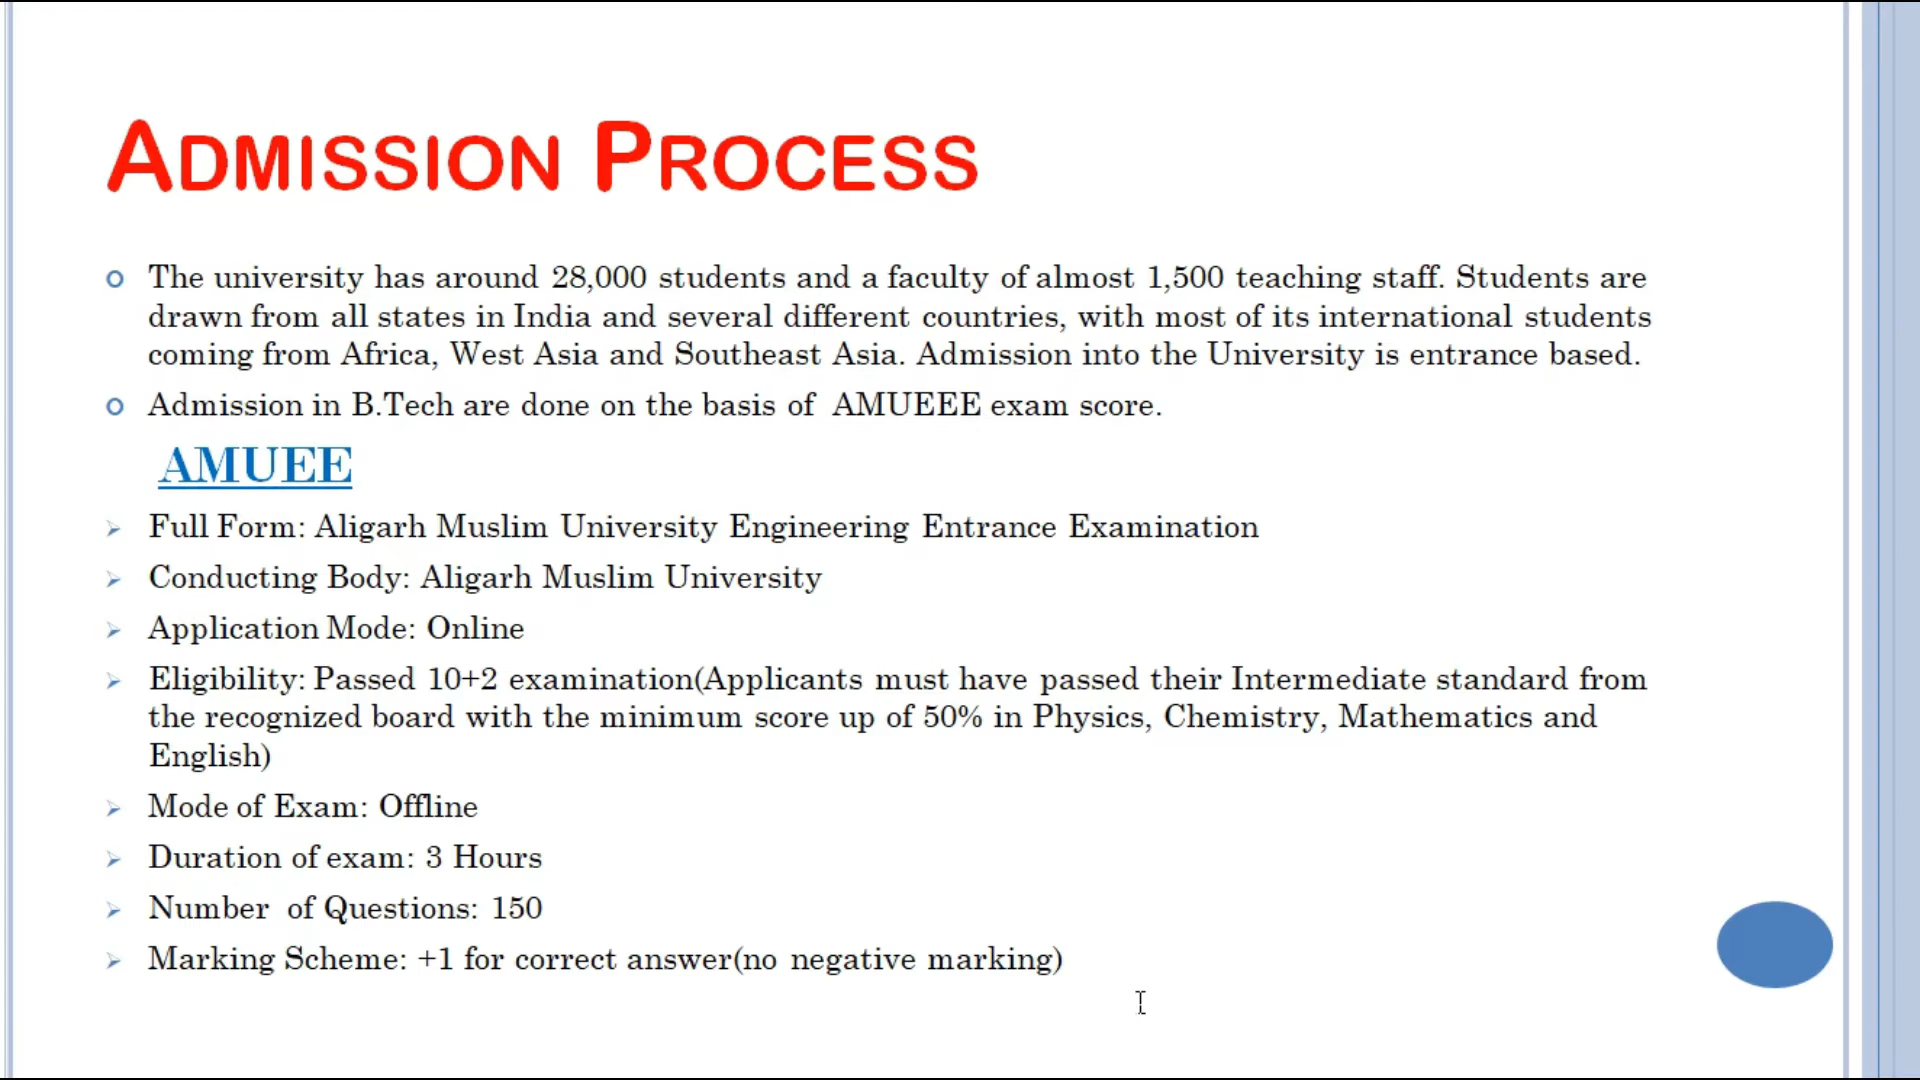 ADMISSION PROCESS
The university has around 28,000 students and a faculty of almost 1,500 teaching staff. Students are
drawn from all states in India and several different countries, with most of its international students
coming from Africa, West Asia and Southeast Asia. Admission into the University is entrance based.
Admission in B.Tech are done on the basis of AMUEEE exam score.
AMUEE
Full Form: Aligarh Muslim University Engineering Entrance Examination
Conducting Body: Aligarh Muslim University
Application Mode: Online
Eligibility: Passed 10+2 examination(Applicants must have passed their Intermediate standard from
the recognized board with the minimum score up of 50% in Physics, Chemistry, Mathematics and
English)
Mode of Exam: Offline
Duration of exam: 3 Hours
Number of Questions: 150
Marking Scheme: +1 for correct answer(no negative marking)